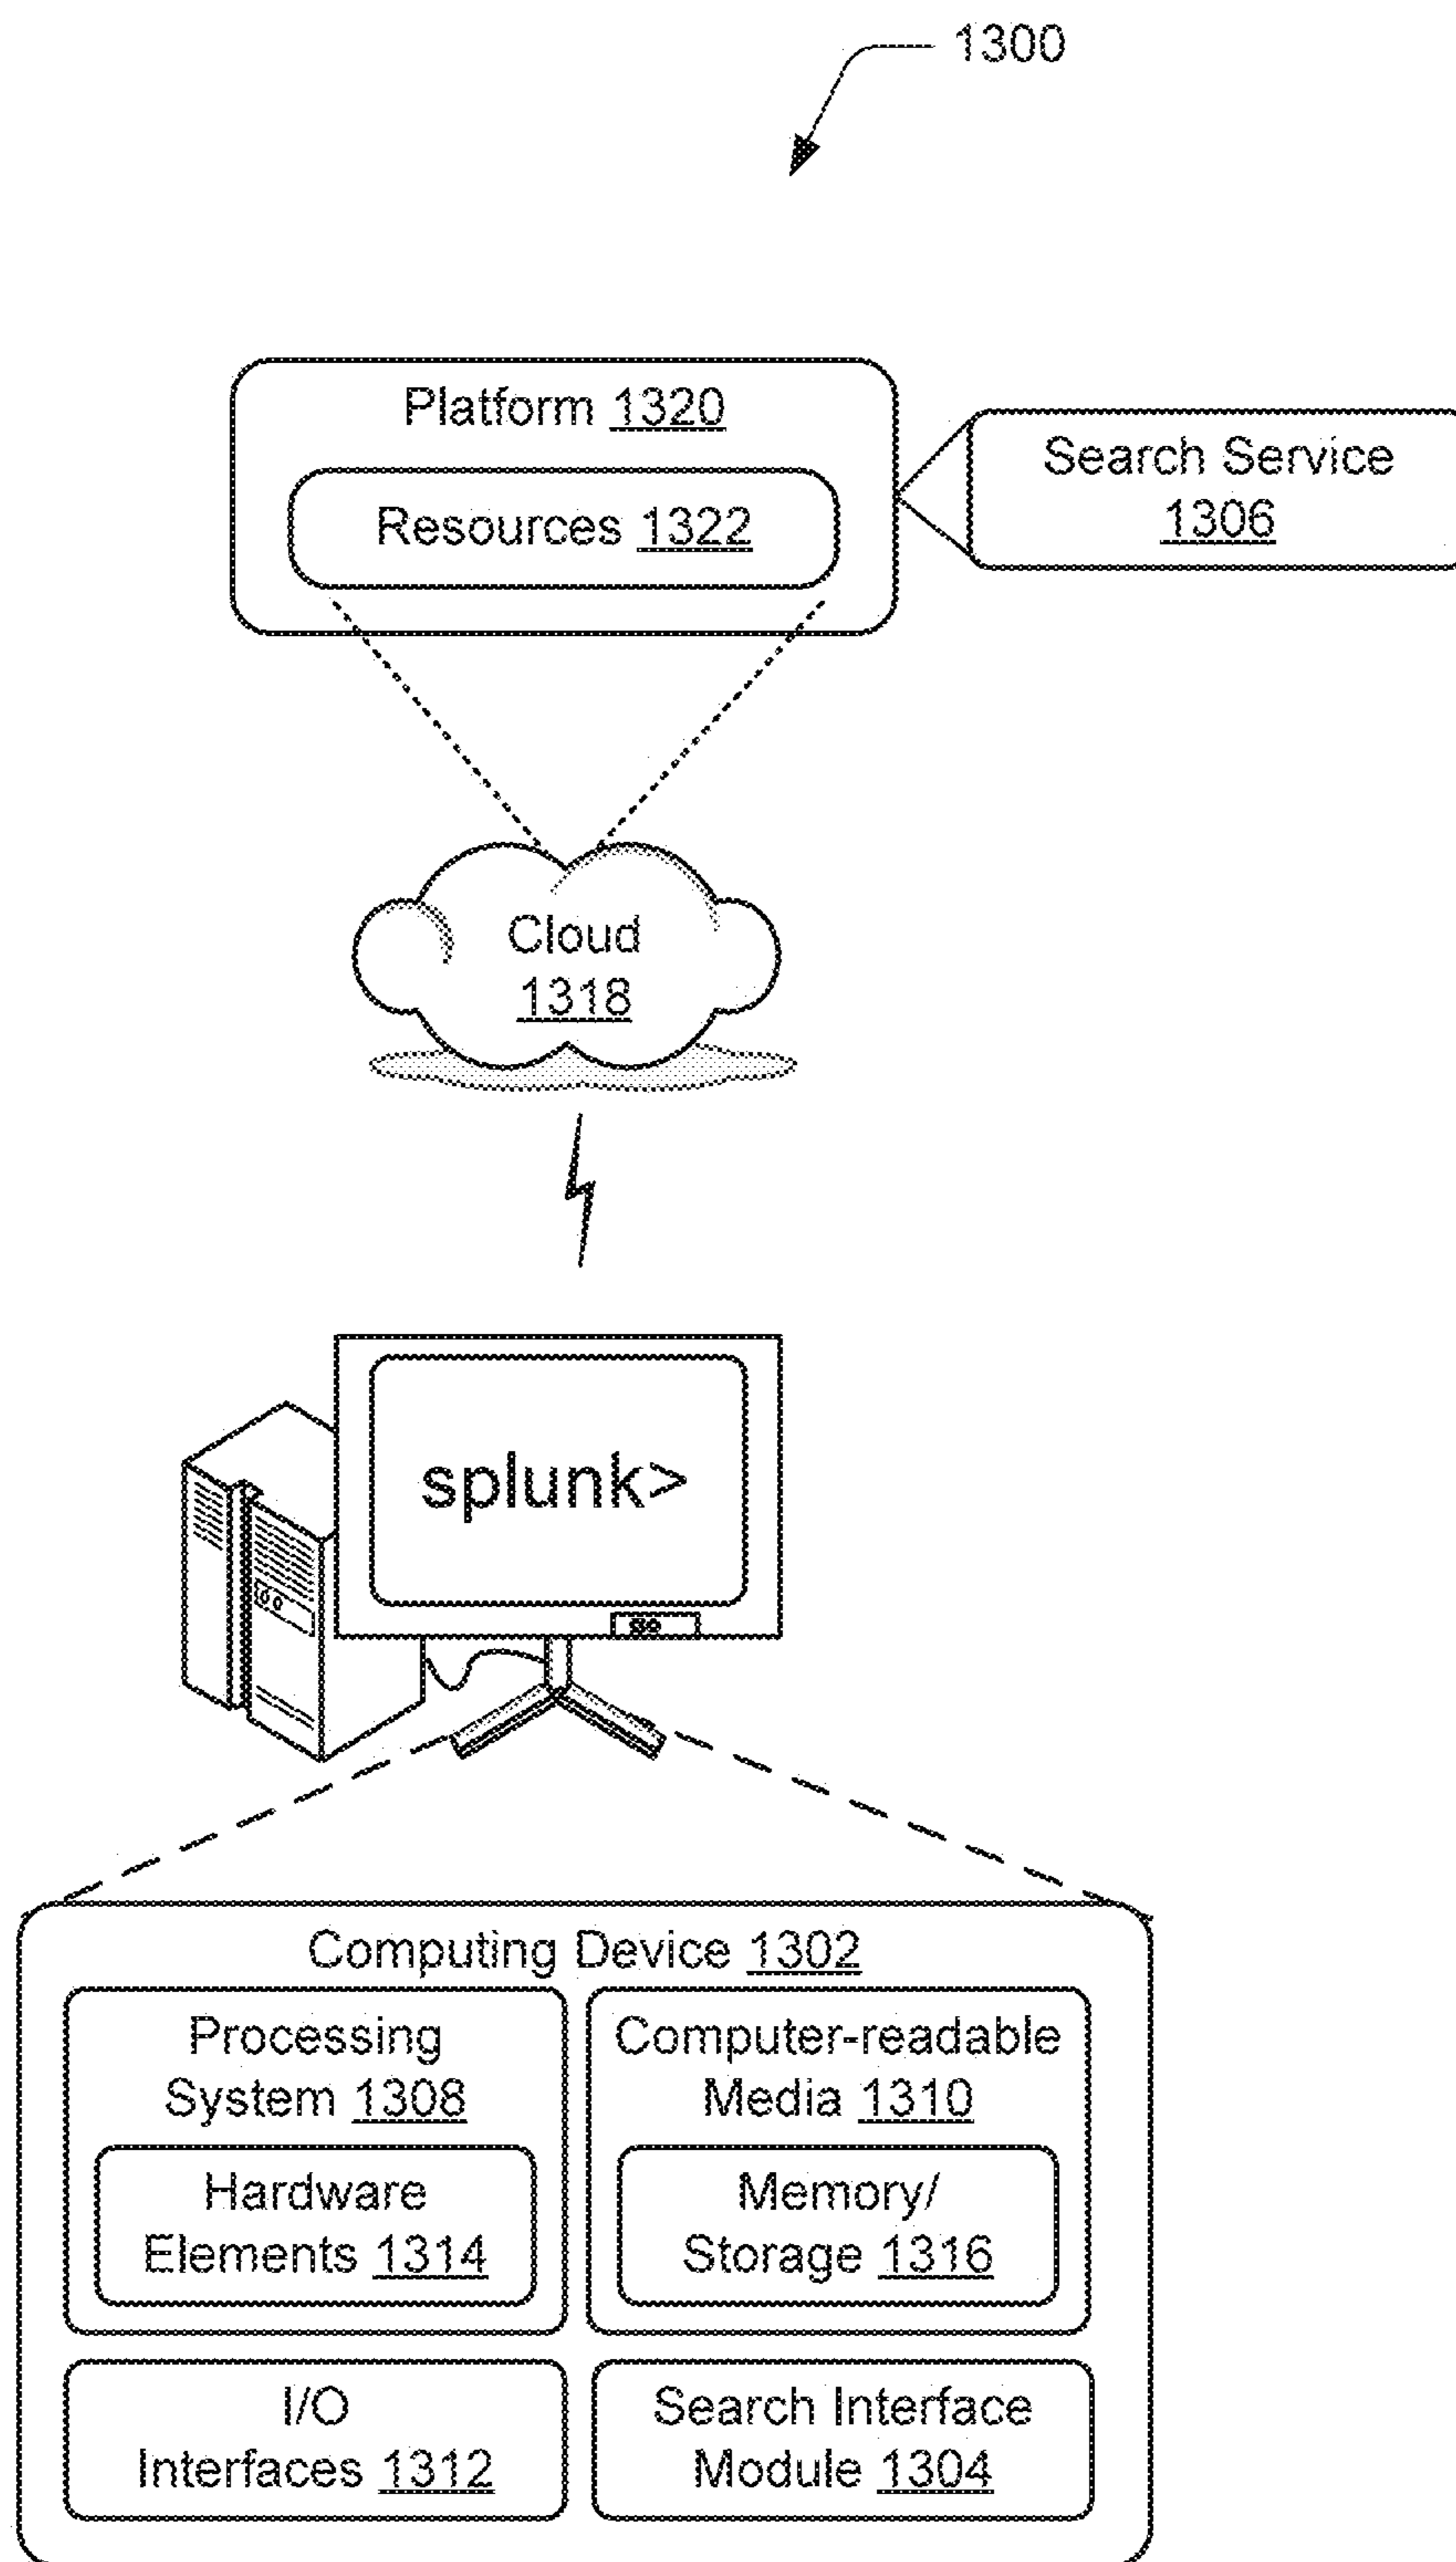 1300
Platform 1320
Resources 1322
Search Service
1306
Cloud
1318
splunk>
Computing Device 1302
Processing
System 1308
Hardware
Elements 1314
Computer-readable
Media 1310
Memory/
Storage 1316
I/O
Interfaces 1312
Search Interface
Module 1304